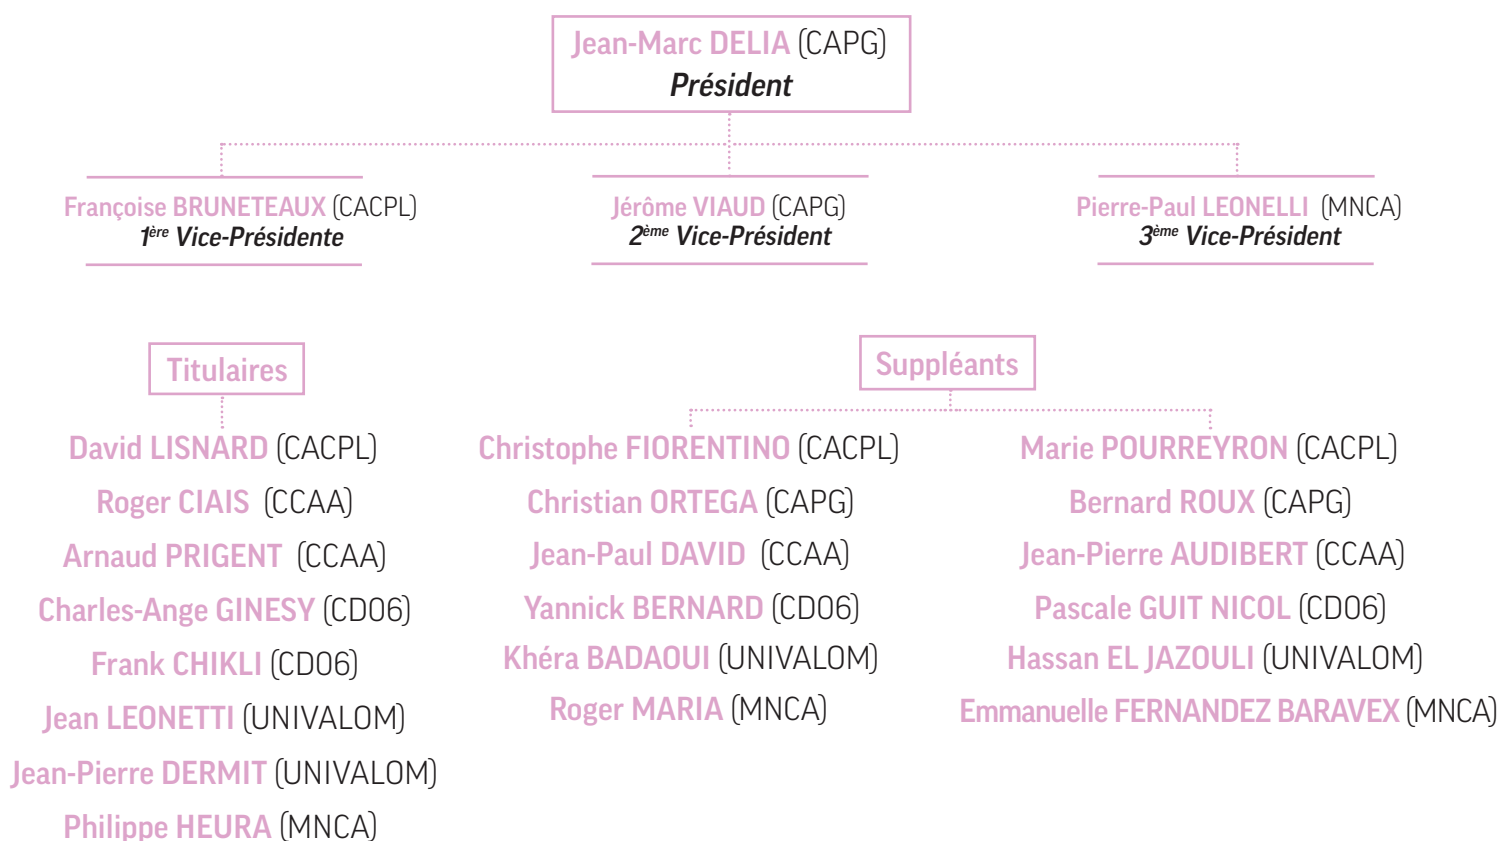 Jean-Marc DELIA (CAPG)
Président
Françoise BRUNETEAUX (CACPL)
1ère Vice-Présidente
Jérôme VIAUD (CAPG)
2ème Vice-Président
Pierre-Paul LEONELLI (MNCA)
3ème Vice-Président
Titulaires
David LISNARD (CACPL)
Roger CIAIS (CCAA)
Arnaud PRIGENT (CCAA)
Charles-Ange GINESY (CD06)
Frank CHIKLI (CD06)
Jean LEONETTI (UNIVALOM)
Jean-Pierre DERMIT (UNIVALOM)
Philippe HEURA (MNCA)
Suppléants
Christophe FIORENTINO (CACPL)
Christian ORTEGA (CAPG)
Jean-Paul DAVID (CCAA)
Yannick BERNARD (CD06)
Khéra BADAOUI (UNIVALOM)
Roger MARIA (MNCA)
Marie POURREYRON (CACPL)
Bernard ROUX (CAPG)
Jean-Pierre AUDIBERT (CCAA)
Pascale GUIT NICOL (CD06)
Hassan EL JAZOULI (UNIVALOM)
Emmanuelle FERNANDEZ BARAVEX (MNCA)